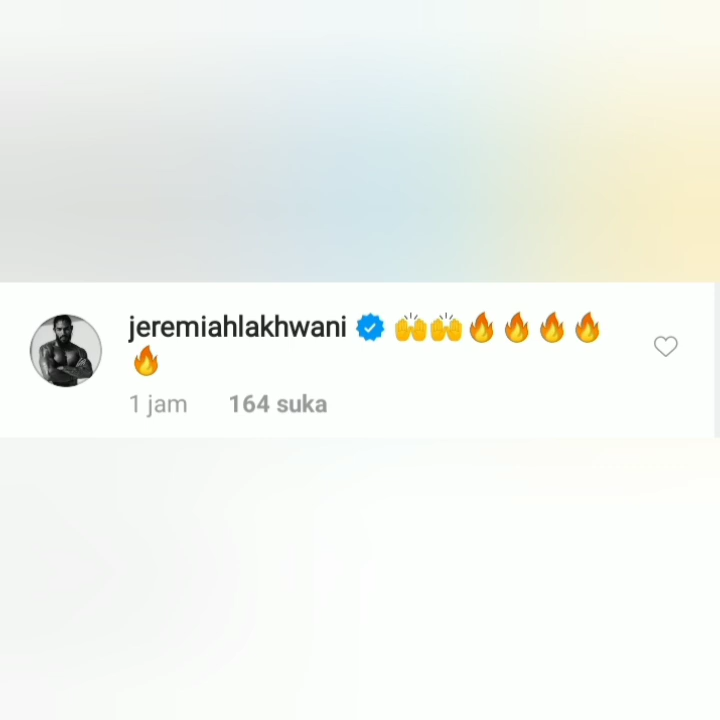 jeremiahlakhwani 🙌🙌🔥🔥🔥🔥
🔥
1 jam 164 suka